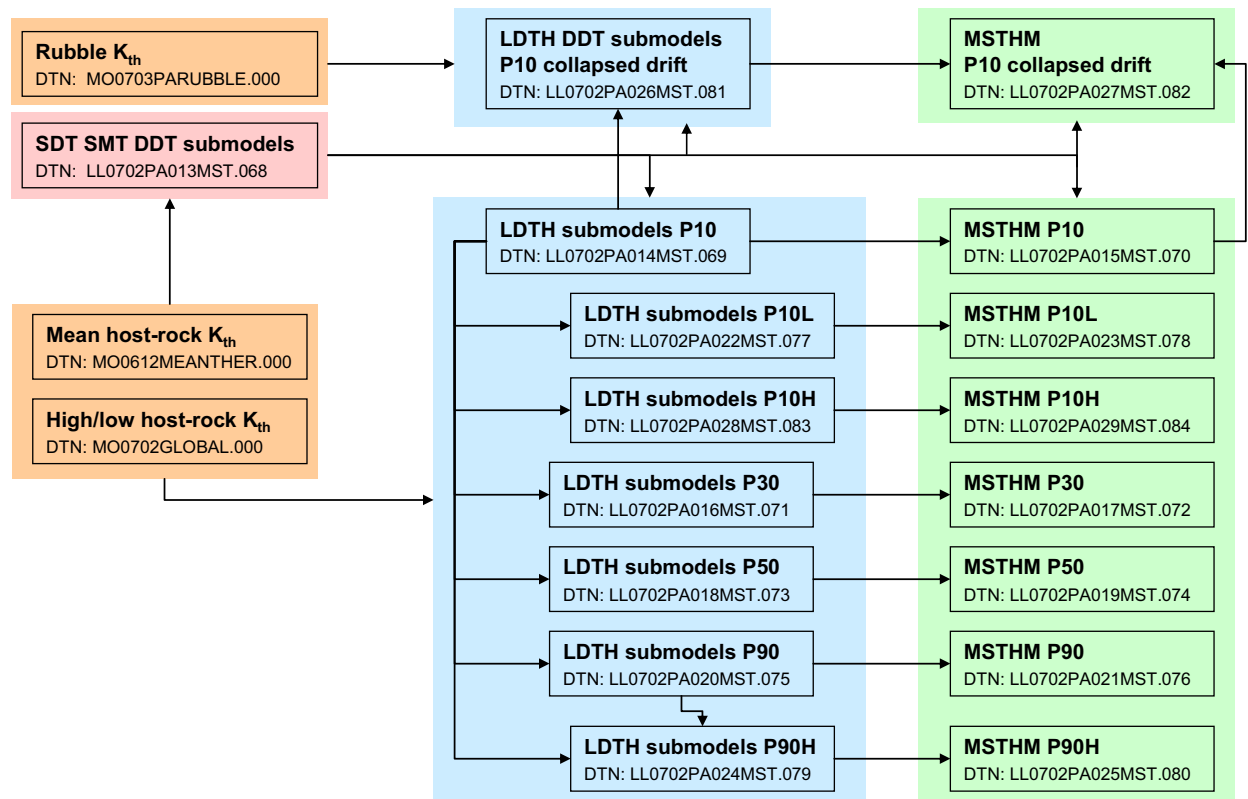 Rubble Kth
DTN: MO0703PARUBBLE.000
LDTH DDT submodels
P10 collapsed drift
DTN: LL0702PA026MST.081
MSTHM
P10 collapsed drift
DTN: LL0702PA027MST.082
SDT SMT DDT submodels
DTN: LL0702PA013MST.068
LDTH submodels P10
DTN: LL0702PA014MST.069
MSTHM P10
DTN: LL0702PA015MST.070
Mean host-rock Kth
DTN: MO0612MEANTHER.000
High/low host-rock Kth
DTN: MO0702GLOBAL.000
LDTH submodels P10L
DTN: LL0702PA022MST.077
MSTHM P10L
DTN: LL0702PA023MST.078
LDTH submodels P10H
DTN: LL0702PA028MST.083
MSTHM P10H
DTN: LL0702PA029MST.084
LDTH submodels P30
DTN: LL0702PA016MST.071
MSTHM P30
DTN: LL0702PA017MST.072
LDTH submodels P50
DTN: LL0702PA018MST.073
MSTHM P50
DTN: LL0702PA019MST.074
LDTH submodels P90
DTN: LL0702PA020MST.075
MSTHM P90
DTN: LL0702PA021MST.076
LDTH submodels P90H
DTN: LL0702PA024MST.079
MSTHM P90H
DTN: LL0702PA025MST.080